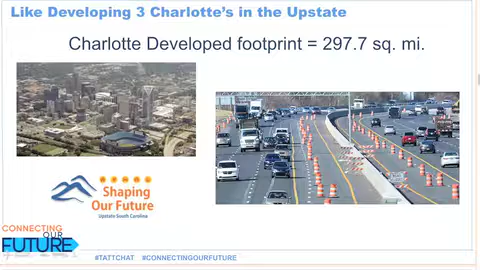 Like Developing 3 Charlotte's in the Upstate
Charlotte Developed footprint = 297.7 sq. mi.
Shaping
Our Future
Upstate South Carolina
CONNECTING
OUR
FUTURE
#TATTCHAT #CONNECTINGOURFUTURE